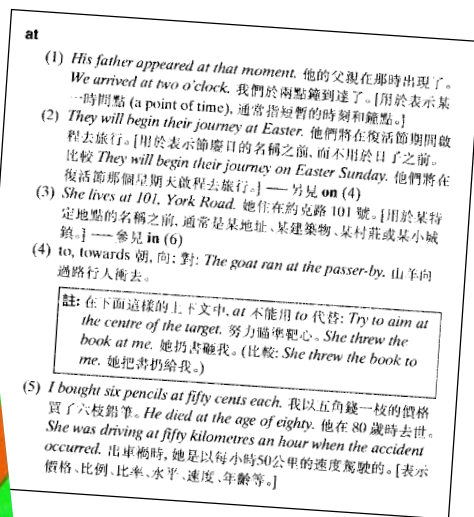 at
(1) His father appeared at that moment. 他的父親在那時出現了。
We arrived at two o'clock. 我們於兩點鐘到達了。[用於表示某
一時間點 (a point of time), 通常指短暫的時刻和鐘點。]
(2) They will begin their journey at Easter. 他們將在復活節期間啟
程去旅行。[用於表示節慶日的名稱之前, 而不用於日子之前。
比較 They will begin their journey on Easter Sunday. 他們將在
復活節那個星期天啟程去旅行。] — 另見 on (4)
(3) She lives at 101, York Road. 她住在約克路 101 號。[用於某特
定地點的名稱之前, 通常是某地址、某建築物、某村莊或某小城
鎮。] — 參見 in (6)
(4) to, towards 朝, 向; 對: The goat ran at the passer-by. 山羊向
過路行人衝去。
註: 在下面這樣的上下文中, at 不能用 to 代替: Try to aim at
the centre of the target. 努力瞄準靶心。She threw the
book at me. 她扔書砸我。(比較: She threw the book to
me. 她把書扔給我。)
(5) I bought six pencils at fifty cents each. 我以五角錢一枝的價格
買了六枝鉛筆。He died at the age of eighty. 他在 80 歲時去世。
She was driving at fifty kilometres an hour when the accident
occurred. 出車禍時, 她是以每小時50公里的速度駕駛的。[表示
價格、比例、比率、水平、速度、年齡等。]